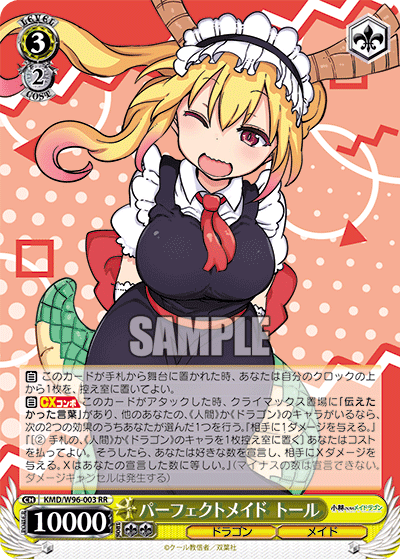 LEVEL
3
2
COST
SAMPLE
自 このカードが手札から舞台に置かれた時、あなたは自分のクロックの上
から1枚を、控え室に置いてよい。
自 CXコンボ このカードがアタックした時、クライマックス置場に「伝えた
かった言葉」があり、他のあなたの、《人間》か《ドラゴン》のキャラがいるなら、
次の2つの効果のうちあなたが選んだ1つを行う。『相手に1ダメージを与える。』
『［② 手札の、《人間》か《ドラゴン》のキャラを1枚控室に置く］あなたはコスト
を払ってよい。そうしたら、あなたは好きな数を宣言し、相手にXダメージを
与える。Xはあなたの宣言した数に等しい。』（マイナスの数は宣言できない。
ダメージキャンセルは発生する）
CH KMD/W96-003 RR
POWER
10000
SOUL
パーフェクトメイド トール
小林さんちのメイドラゴン
ドラゴン
メイド
©クール教信者／双葉社